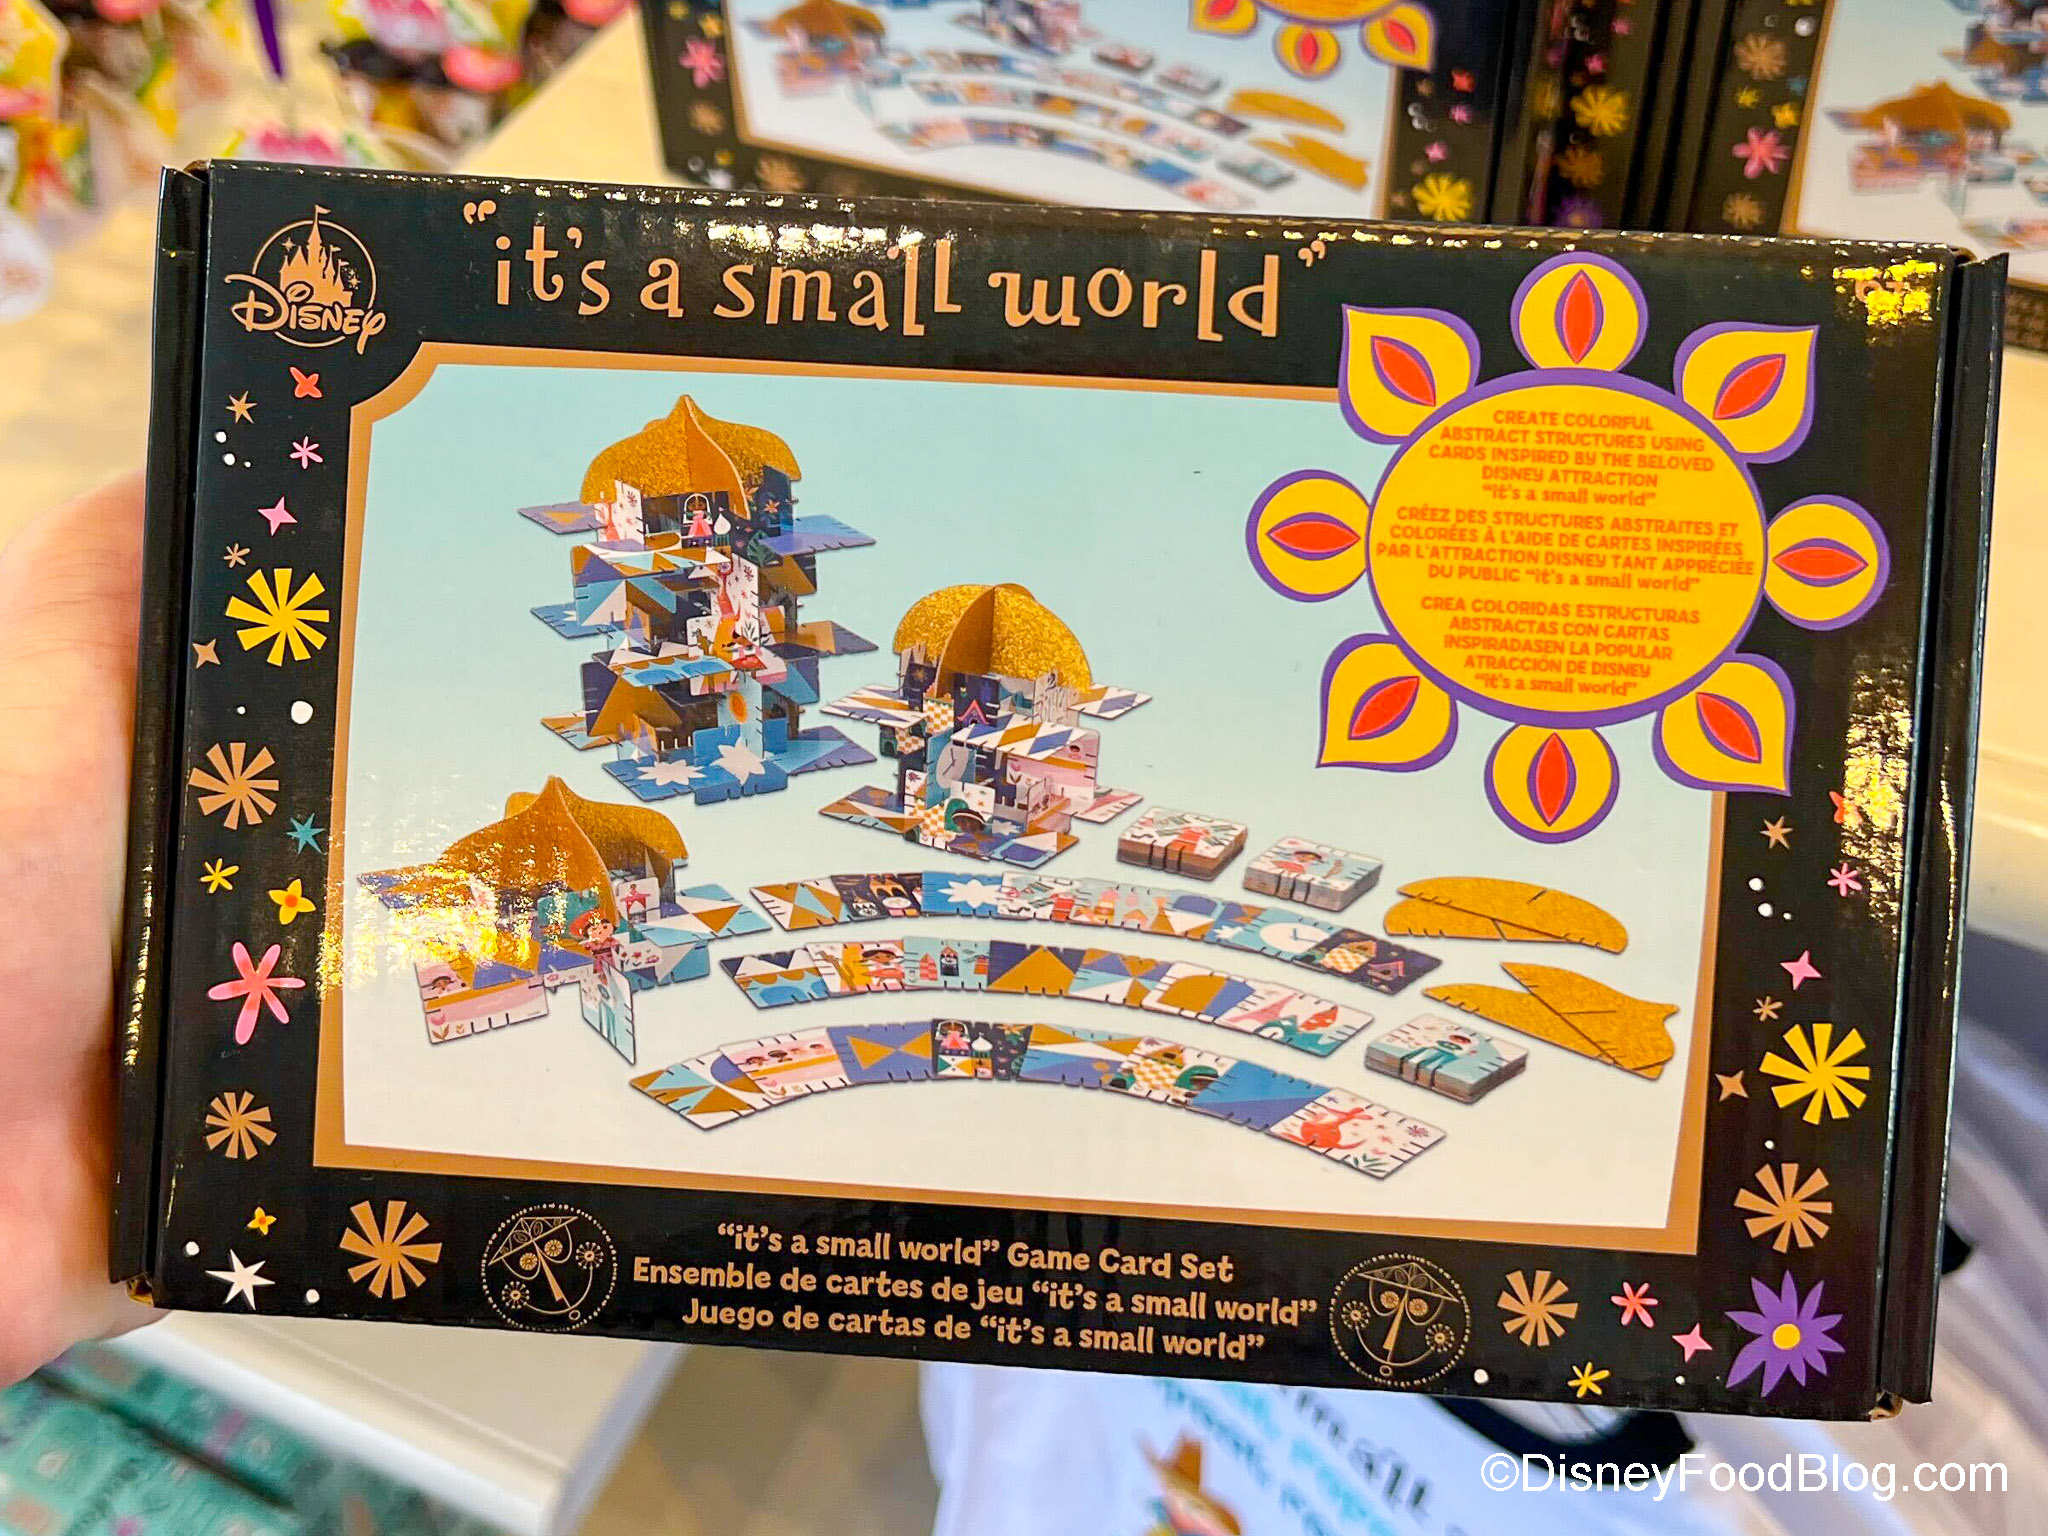 Disney
"it's a small world"
CREATE COLORFUL
ABSTRACT STRUCTURES USING
CARDS INSPIRED BY THE BELOVED
DISNEY ATTRACTION
"it's a small world"
CRÉEZ DES STRUCTURES ABSTRAITES ET
COLORÉES À L'AIDE DE CARTES INSPIRÉES
PAR L'ATTRACTION DISNEY TANT APPRÉCIÉE
DU PUBLIC "it's a small world"
CREA COLORIDAS ESTRUCTURAS
ABSTRACTAS CON CARTAS
INSPIRADASEN LA POPULAR
ATRACCIÓN DE DISNEY
"it's a small world"
"it's a small world" Game Card Set
Ensemble de cartes de jeu "it's a small world"
Juego de cartas de "it's a small world"
©DisneyFoodBlog.com